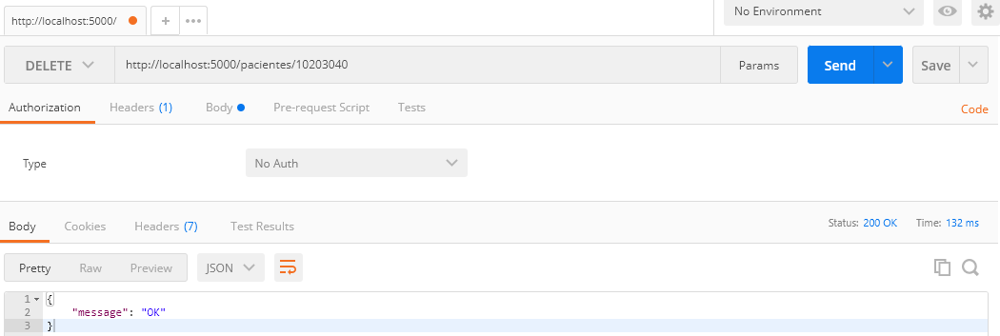 http://localhost:5000/
+
•••
No Environment
DELETE
http://localhost:5000/pacientes/10203040
Params
Send
Save
Authorization
Headers (1)
Body
Pre-request Script
Tests
Code
Type
No Auth
Body
Cookies
Headers (7)
Test Results
Status: 200 OK
Time: 132 ms
Pretty
Raw
Preview
JSON
1 {
2 "message": "OK"
3 }